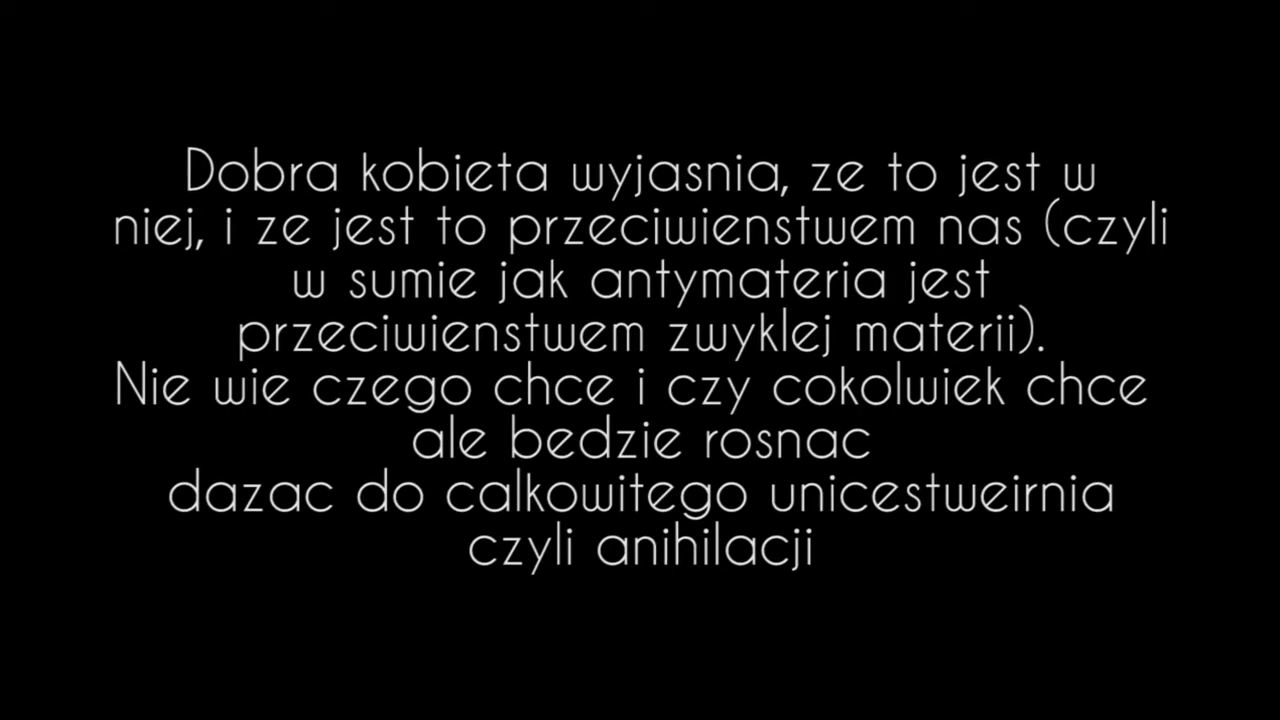 Dobra kobieta wyjasnia, ze to jest w
niej, i ze jest to przeciwienstwem nas (czyli
w sumie jak antymateria jest
przeciwienstwem zwyklej materii).
Nie wie czego chce i czy cokolwiek chce
ale bedzie rosnac
dazac do calkowitego unicestweirnia
czyli anihilacji